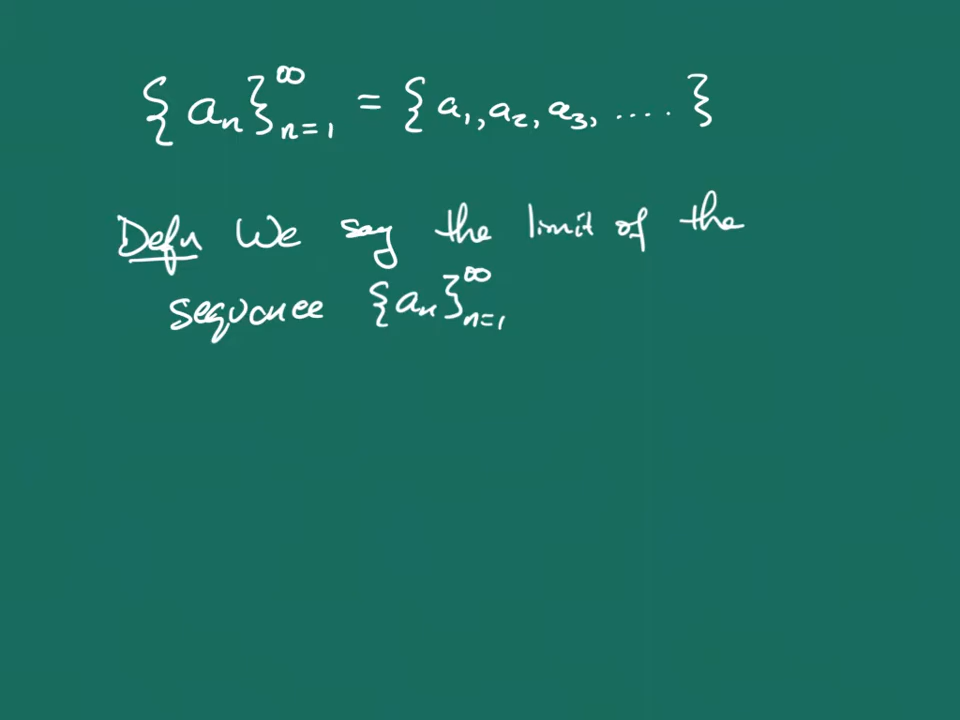 {a_n}_{n=1}^∞ = {a_1, a_2, a_3, .... }
Defn We say the limit of the
sequence {a_n}_{n=1}^∞